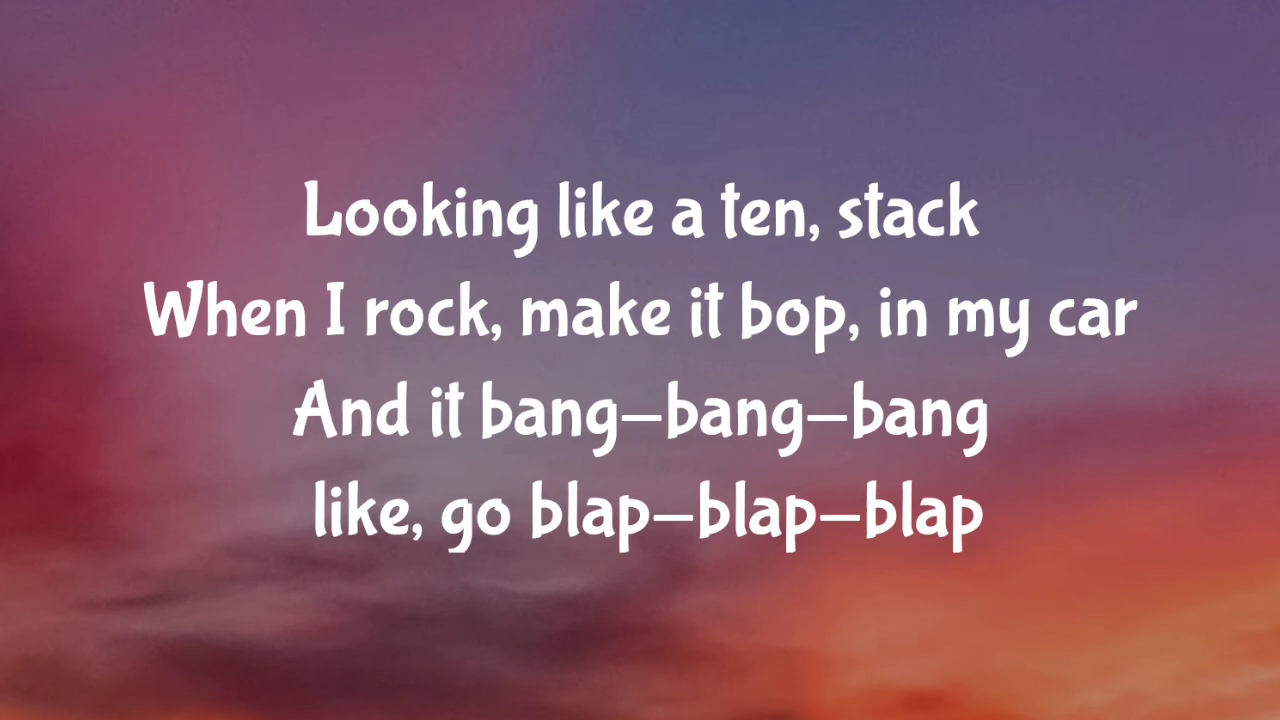 Looking like a ten, stack
When I rock, make it bop, in my car
And it bang-bang-bang
like, go blap-blap-blap